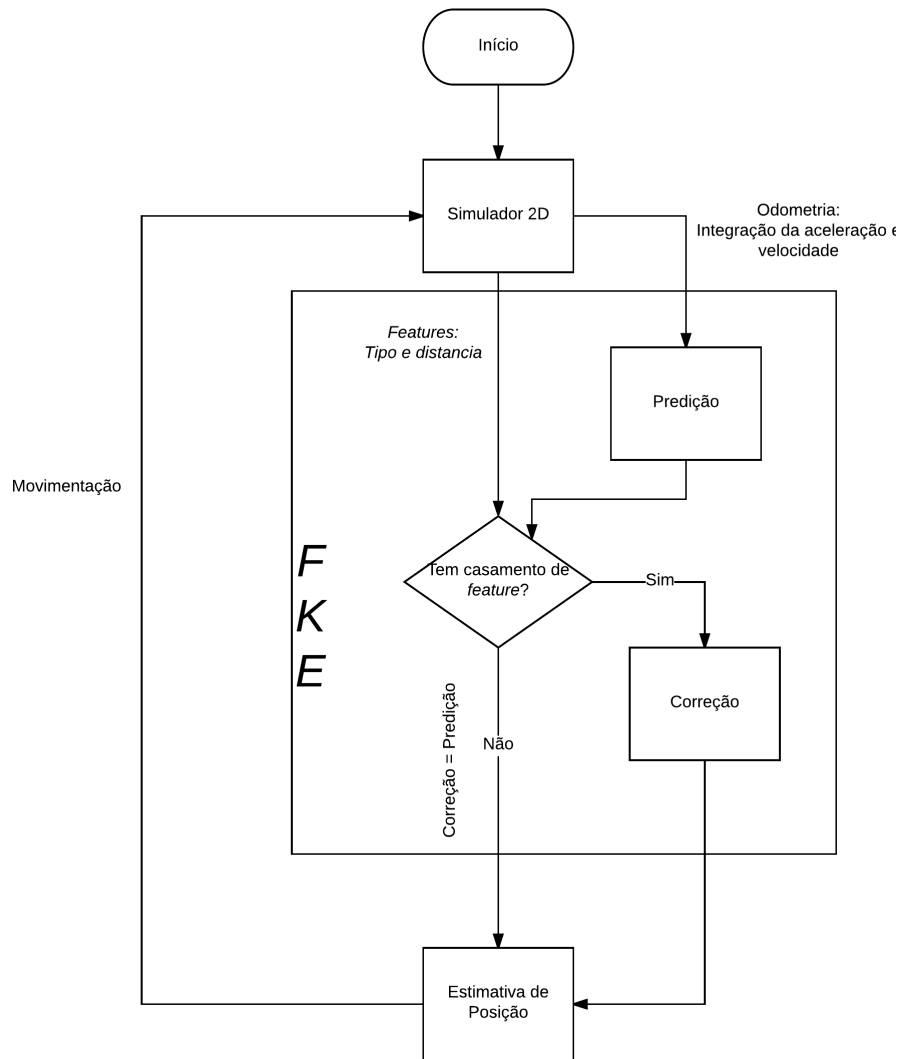 Início
Simulador 2D
Odometria:
Integração da aceleração e
velocidade
Features:
Tipo e distancia
Predição
Movimentação
F
K
E
Tem casamento de
feature?
Sim
Correção
Correção = Predição
Não
Estimativa de
Posição